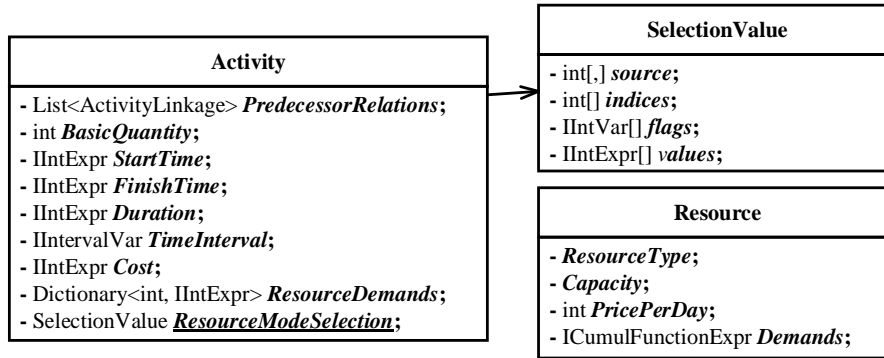 Activity
- List<ActivityLinkage> PredecessorRelations;
- int BasicQuantity;
- IIntExpr StartTime;
- IIntExpr FinishTime;
- IIntExpr Duration;
- IIntervalVar TimeInterval;
- IIntExpr Cost;
- Dictionary<int, IIntExpr> ResourceDemands;
- SelectionValue ResourceModeSelection;
SelectionValue
- int[,] source;
- int[] indices;
- IIntVar[] flags;
- IIntExpr[] values;
Resource
- ResourceType;
- Capacity;
- int PricePerDay;
- ICumulFunctionExpr Demands;